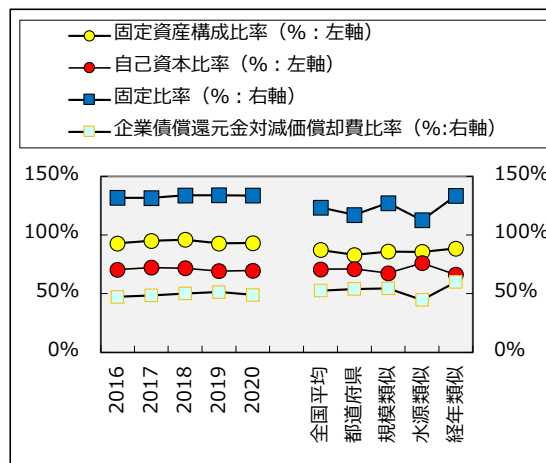 固定資産構成比率（%：左軸）
自己資本比率（%：左軸）
固定比率（%：右軸）
企業債償還元金対減価償却費比率（%:右軸）
150%
150%
100%
100%
50%
50%
0%
0%
2016
2017
2018
2019
2020
全国平均
都道府県
規模類似
水源類似
経年類似